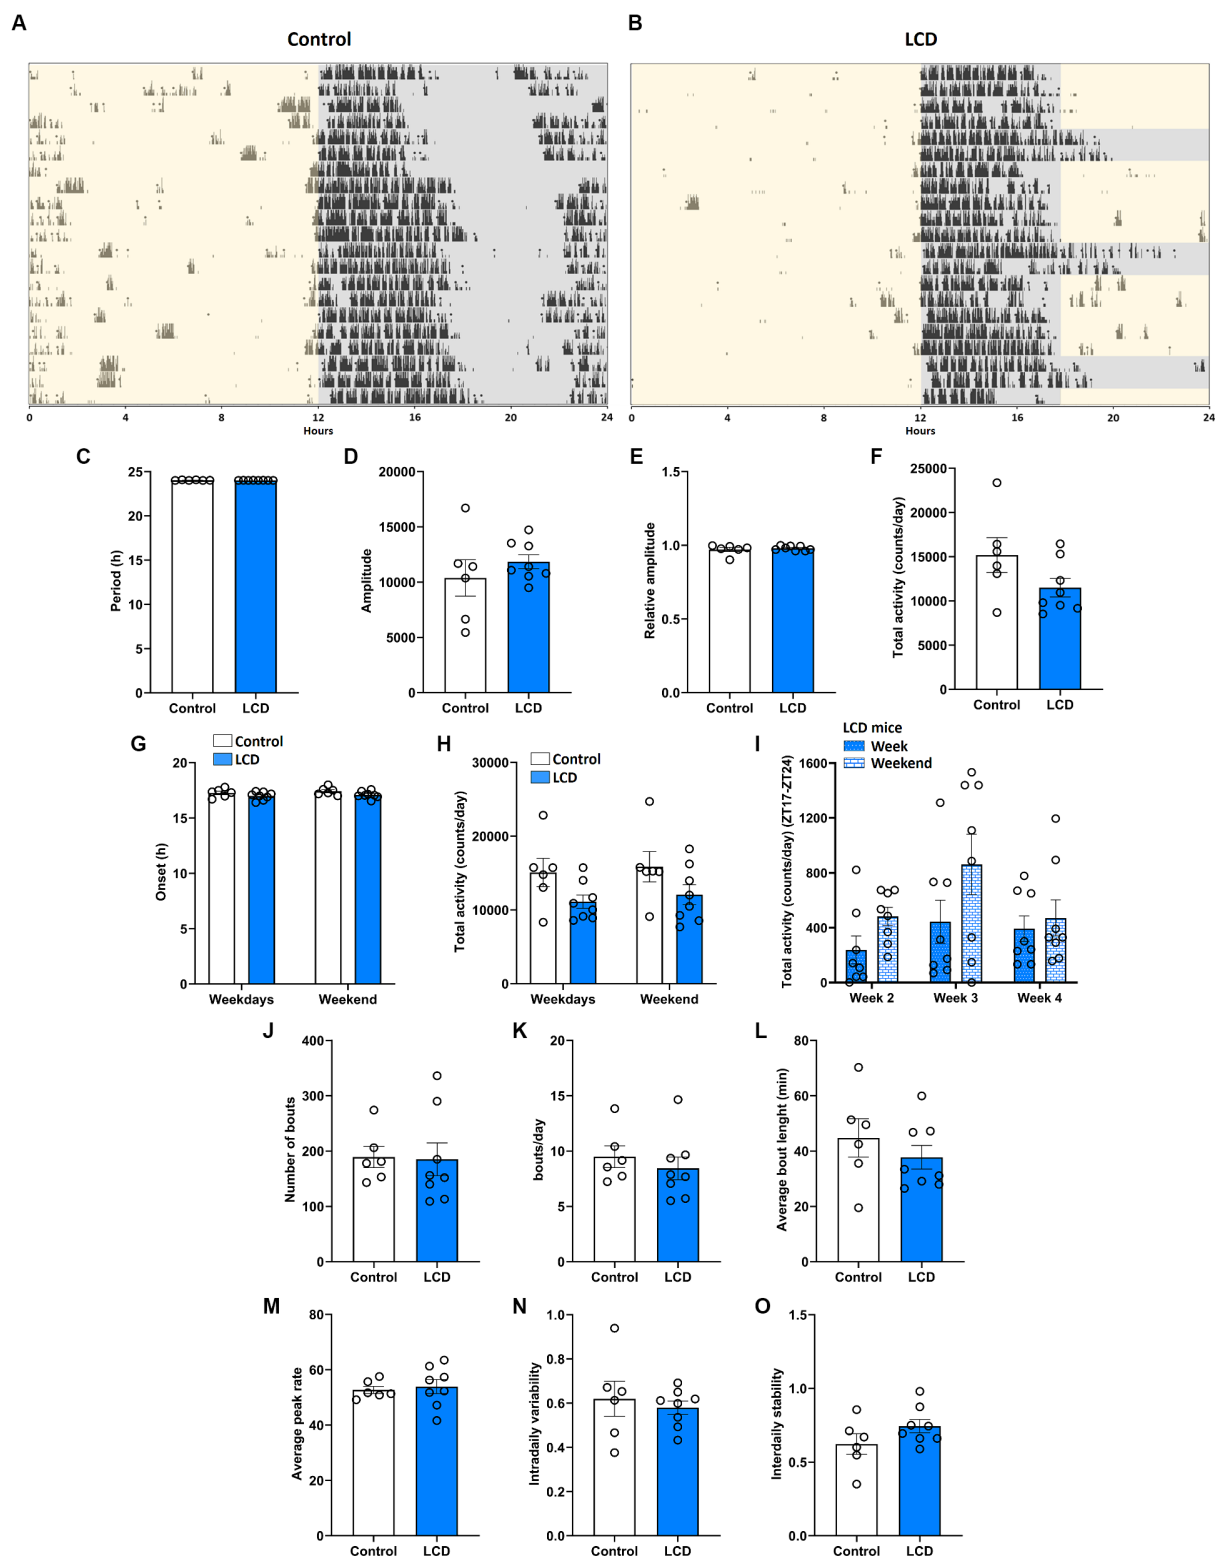 A
Control
B
LCD
0 4 8 12 16 20 24
Hours
0 4 8 12 16 20 24
Hours
C
Period (h)
25
20
15
10
5
0
Control LCD
D
Amplitude
20000
15000
10000
5000
0
Control LCD
E
Relative amplitude
1.5
1.0
0.5
0.0
Control LCD
F
Total activity (counts/day)
25000
20000
15000
10000
5000
0
Control LCD
G
Control
LCD
Onset (h)
20
15
10
5
0
Weekdays Weekend
H
Control
LCD
Total activity (counts/day)
30000
20000
10000
0
Weekdays Weekend
I
LCD mice
Week
Weekend
Total activity (counts/day) (ZT17-ZT24)
1600
1200
800
400
0
Week 2 Week 3 Week 4
J
Number of bouts
400
300
200
100
0
Control LCD
K
bouts/day
20
15
10
5
0
Control LCD
L
Average bout lenght (min)
80
60
40
20
0
Control LCD
M
Average peak rate
80
60
40
20
0
Control LCD
N
Intradaily variability
1.0
0.8
0.6
0.4
0.2
0.0
Control LCD
O
Interdaily stability
1.5
1.0
0.5
0.0
Control LCD